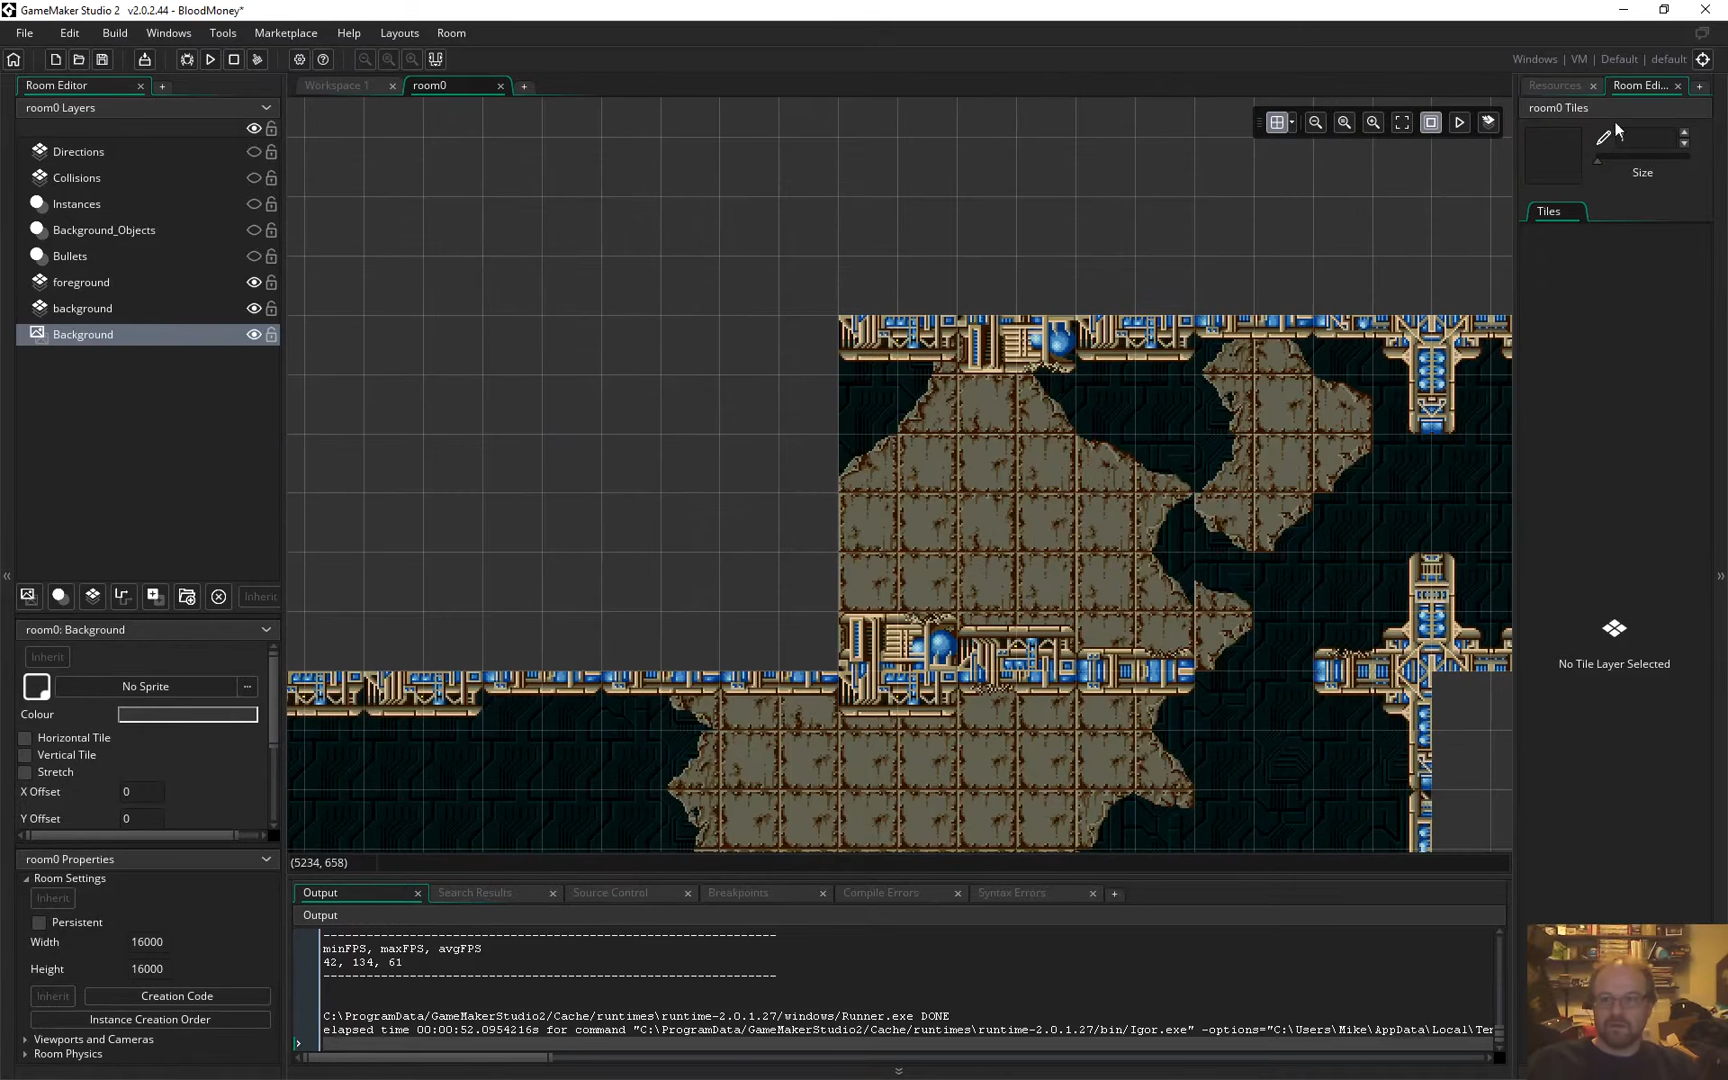 GameMaker Studio 2 v2.0.2.44 - BloodMoney*
File Edit Build Windows Tools Marketplace Help Layouts Room
Windows | VM | Default | default
Room Editor
Workspace 1
room0
Resources
Room Edi...
room0 Layers
room0 Tiles
Size
Directions
Collisions
Instances
Background_Objects
Bullets
foreground
background
Background
Tiles
No Tile Layer Selected
Inherit
room0: Background
Inherit
No Sprite
Colour
Horizontal Tile
Vertical Tile
Stretch
X Offset 0
Y Offset 0
room0 Properties
Room Settings
Inherit
Persistent
Width 16000
Height 16000
Inherit Creation Code
Instance Creation Order
Viewports and Cameras
Room Physics
(5234, 658)
Output Search Results Source Control Breakpoints Compile Errors Syntax Errors
Output
minFPS, maxFPS, avgFPS
42, 134, 61
C:\ProgramData/GameMakerStudio2/Cache/runtimes\runtime-2.0.1.27/windows/Runner.exe DONE
elapsed time 00:00:52.0954216s for command "C:\ProgramData/GameMakerStudio2/Cache/runtimes\runtime-2.0.1.27/bin/Igor.exe" -options="C:\Users\Mike\AppData\Local\Ter